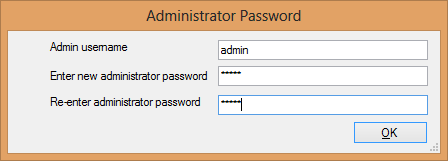 Administrator Password
Admin username admin
Enter new administrator password *****
Re-enter administrator password *****
OK